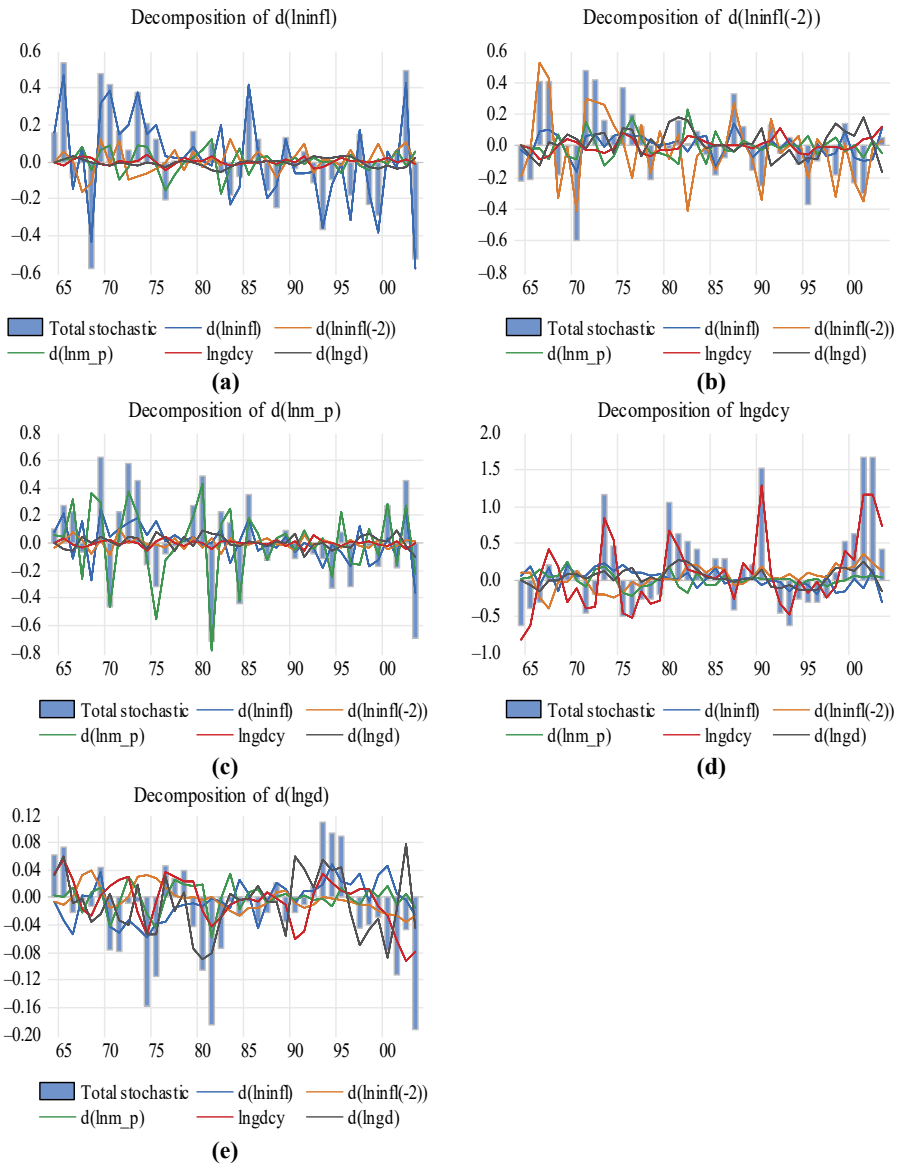 Decomposition of d(lninfl)
0.6
0.4
0.2
0.0
–0.2
–0.4
–0.6
65 70 75 80 85 90 95 00
Total stochastic d(lninfl) d(lninfl(-2))
d(lnm_p) lngdcy d(lngd)
(a)
Decomposition of d(lninfl(-2))
0.6
0.4
0.2
0.0
–0.2
–0.4
–0.6
–0.8
65 70 75 80 85 90 95 00
Total stochastic d(lninfl) d(lninfl(-2))
d(lnm_p) lngdcy d(lngd)
(b)
Decomposition of d(lnm_p)
0.8
0.6
0.4
0.2
0.0
–0.2
–0.4
–0.6
–0.8
65 70 75 80 85 90 95 00
Total stochastic d(lninfl) d(lninfl(-2))
d(lnm_p) lngdcy d(lngd)
(c)
Decomposition of lngdcy
2.0
1.5
1.0
0.5
0.0
–0.5
–1.0
65 70 75 80 85 90 95 00
Total stochastic d(lninfl) d(lninfl(-2))
d(lnm_p) lngdcy d(lngd)
(d)
Decomposition of d(lngd)
0.12
0.08
0.04
0.00
–0.04
–0.08
–0.12
–0.16
–0.20
65 70 75 80 85 90 95 00
Total stochastic d(lninfl) d(lninfl(-2))
d(lnm_p) lngdcy d(lngd)
(e)